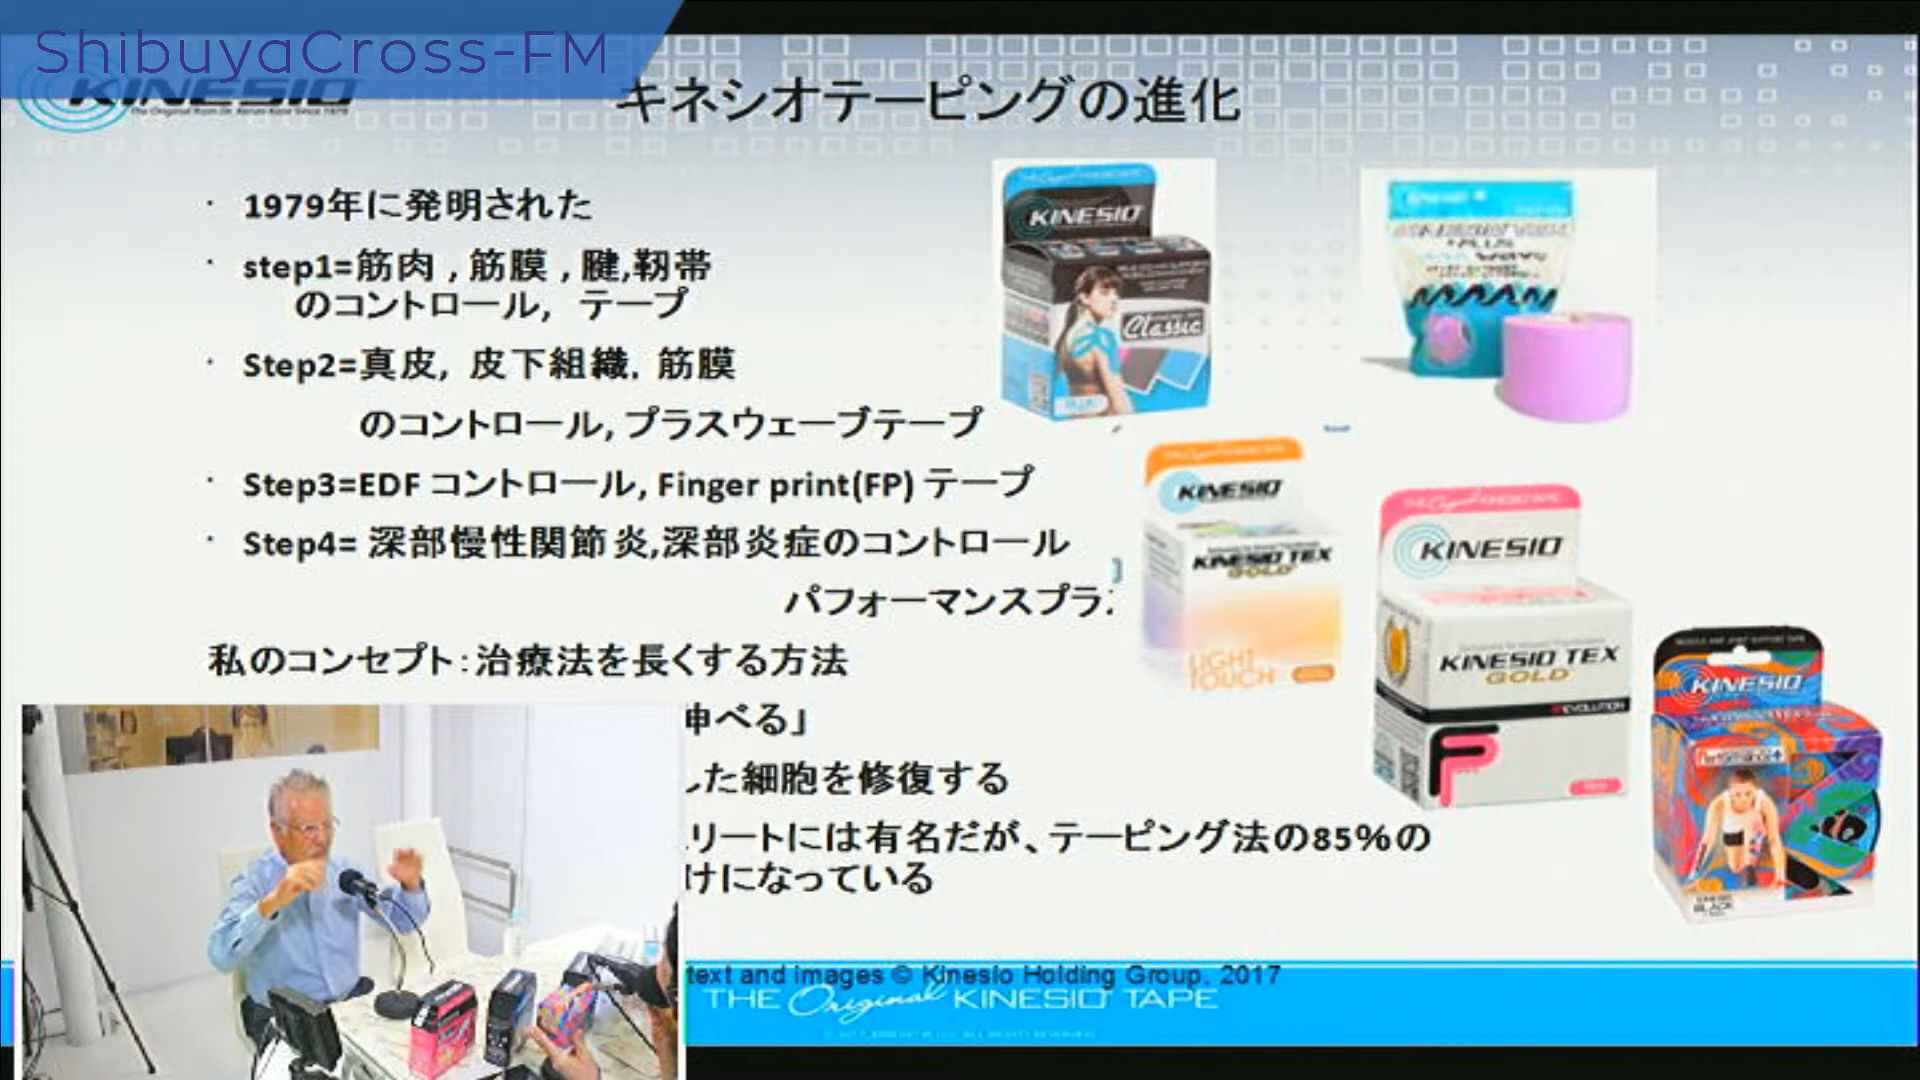 ShibuyaCross-FM
KINESIO
キネシオテーピングの進化
・ 1979年に発明された
・ step1=筋肉 , 筋膜 , 腱,靭帯
のコントロール, テープ
・ Step2=真皮, 皮下組織, 筋膜
のコントロール, プラスウェーブテープ
・ Step3=EDF コントロール, Finger print(FP) テープ
・ Step4= 深部慢性関節炎,深部炎症のコントロール
パフォーマンスプラ
私のコンセプト:治療法を長くする方法
伸べる」
した細胞を修復する
リートには有名だが、テーピング法の85%の
けになっている
KINESIO
Classic
BLUE
PLUS
KINESIO
KINESIO TEX
GOLD
LIGHT
TOUCH
KINESIO
KINESIO TEX
GOLD
FP
KINESIO
Performance+
BLACK
text and images © Kinesio Holding Group, 2017
THE Original KINESIO TAPE